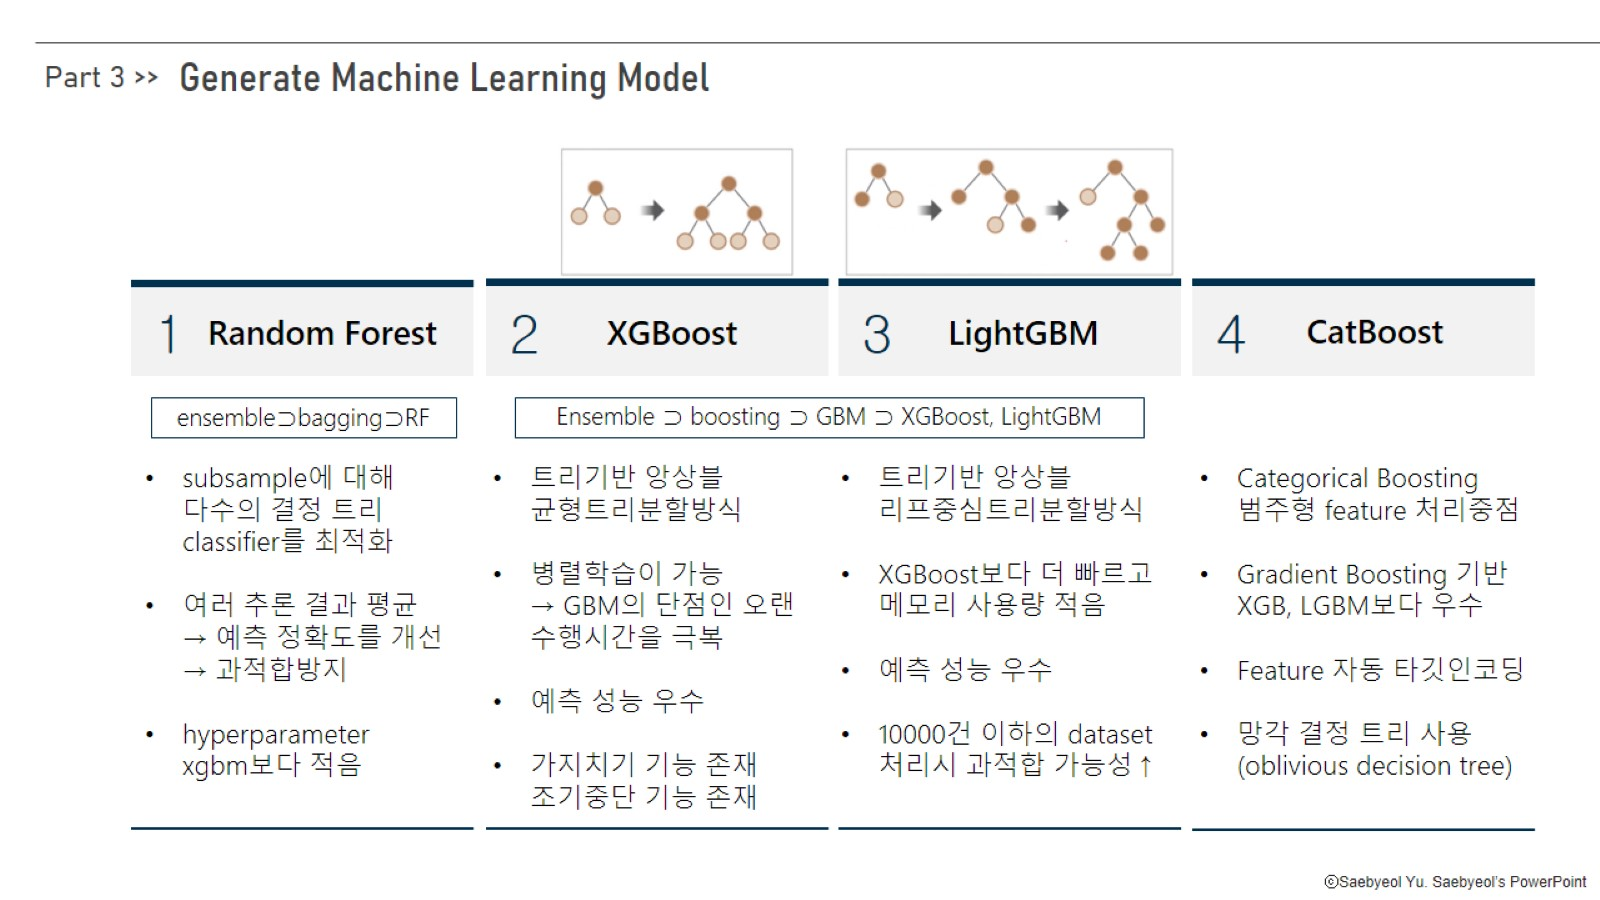 Part 3 >> Generate Machine Learning Model
1 Random Forest
ensemble⊃bagging⊃RF
• subsample에 대해
다수의 결정 트리
classifier를 최적화
• 여러 추론 결과 평균
→ 예측 정확도를 개선
→ 과적합방지
• hyperparameter
xgbm보다 적음
2 XGBoost
3 LightGBM
Ensemble ⊃ boosting ⊃ GBM ⊃ XGBoost, LightGBM
• 트리기반 앙상블
균형트리분할방식
• 병렬학습이 가능
→ GBM의 단점인 오랜
수행시간을 극복
• 예측 성능 우수
• 가지치기 기능 존재
조기중단 기능 존재
• 트리기반 앙상블
리프중심트리분할방식
• XGBoost보다 더 빠르고
메모리 사용량 적음
• 예측 성능 우수
• 10000건 이하의 dataset
처리시 과적합 가능성↑
4 CatBoost
• Categorical Boosting
범주형 feature 처리중점
• Gradient Boosting 기반
XGB, LGBM보다 우수
• Feature 자동 타깃인코딩
• 망각 결정 트리 사용
(oblivious decision tree)
ⓒSaebyeol Yu. Saebyeol's PowerPoint